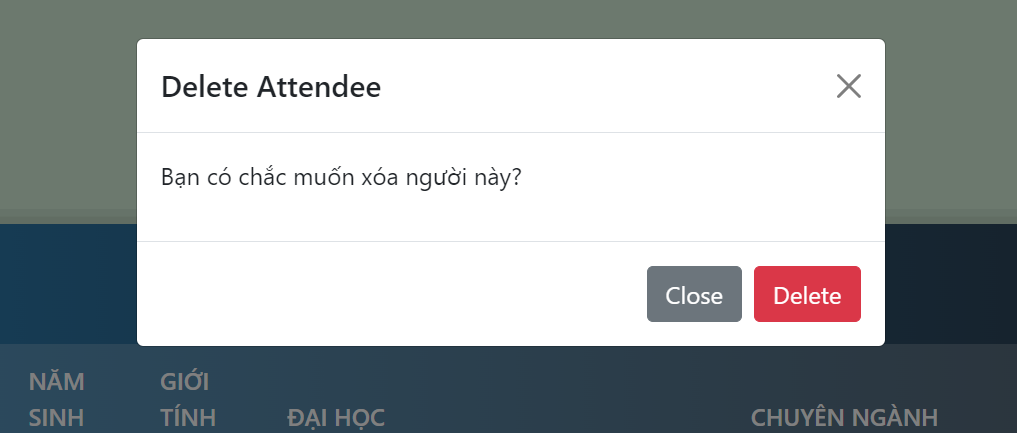 Delete Attendee
Bạn có chắc muốn xóa người này?
Close Delete
NĂM GIỚI
SINH TÍNH ĐẠI HỌC CHUYÊN NGÀNH